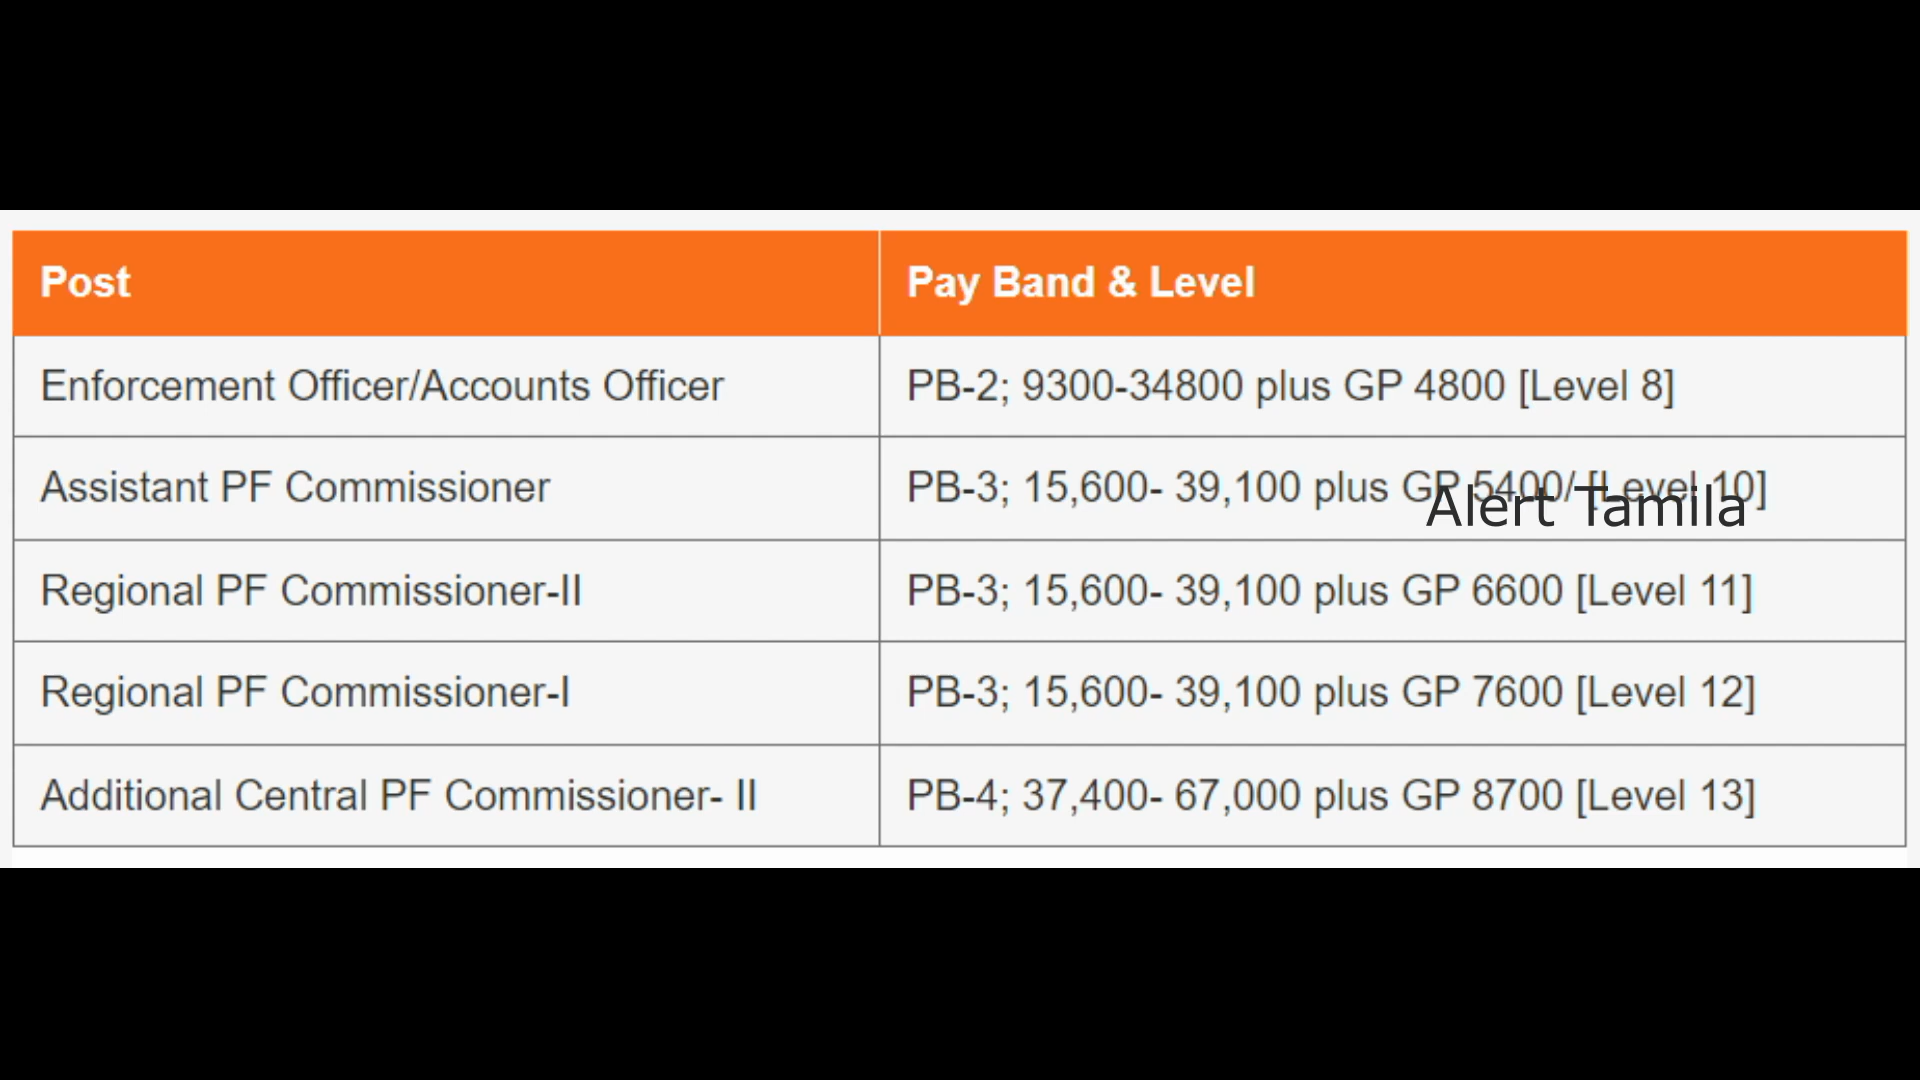 Post Pay Band & Level
Enforcement Officer/Accounts Officer PB-2; 9300-34800 plus GP 4800 [Level 8]
Assistant PF Commissioner PB-3; 15,600- 39,100 plus GP 5400/-[Level 10]
Alert Tamila
Regional PF Commissioner-II PB-3; 15,600- 39,100 plus GP 6600 [Level 11]
Regional PF Commissioner-I PB-3; 15,600- 39,100 plus GP 7600 [Level 12]
Additional Central PF Commissioner- II PB-4; 37,400- 67,000 plus GP 8700 [Level 13]